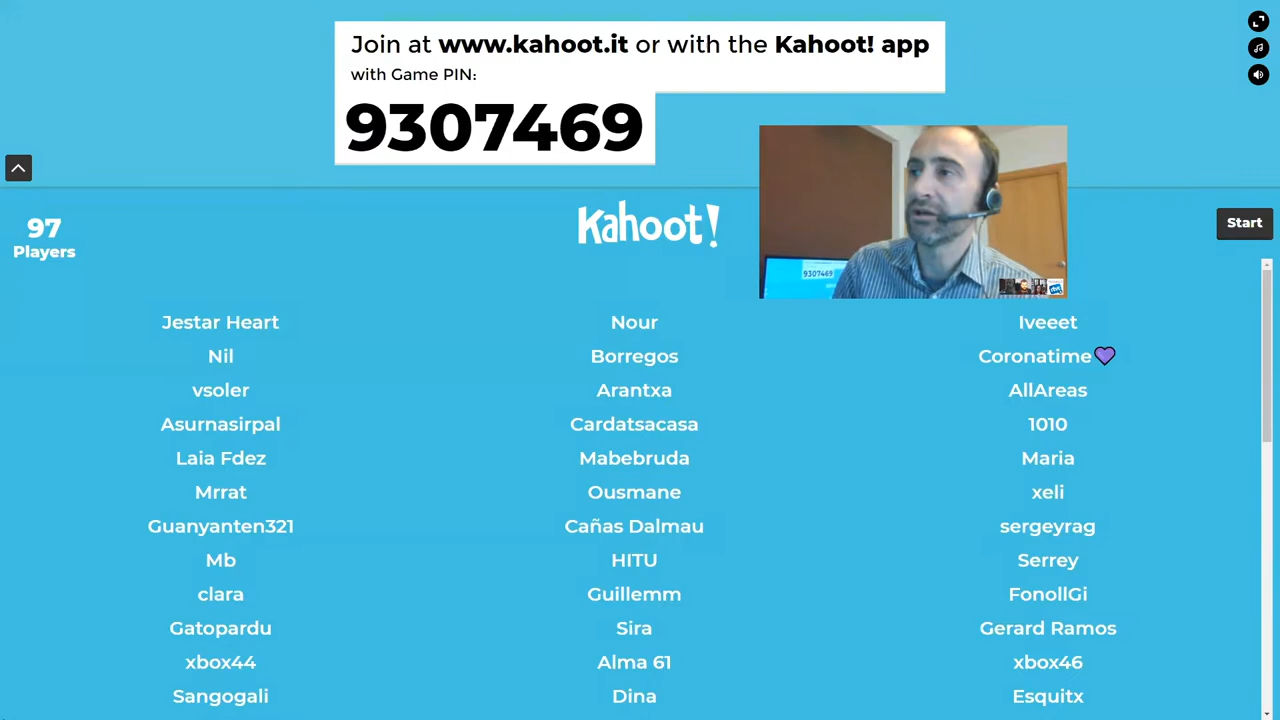 Join at www.kahoot.it or with the Kahoot! app
with Game PIN:
9307469
97
Players
Kahoot!
Start
9307469
rtve
Jestar Heart Nour Iveeet
Nil Borregos Coronatime💜
vsoler Arantxa AllAreas
Asurnasirpal Cardatsacasa 1010
Laia Fdez Mabebruda Maria
Mrrat Ousmane xeli
Guanyanten321 Cañas Dalmau sergeyrag
Mb HITU Serrey
clara Guillemm FonollGi
Gatopardu Sira Gerard Ramos
xbox44 Alma 61 xbox46
Sangogali Dina Esquitx